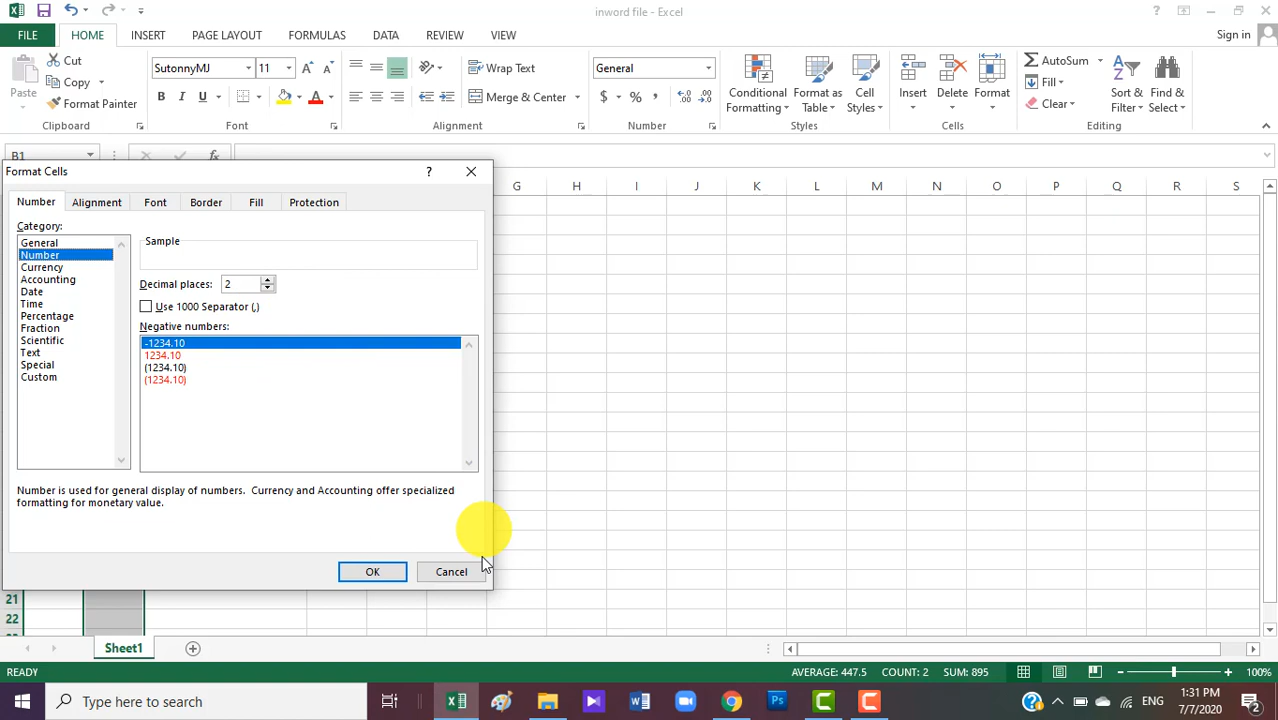 inword file - Excel
FILE HOME INSERT PAGE LAYOUT FORMULAS DATA REVIEW VIEW Sign in
Paste Cut Copy Format Painter
Clipboard
SutonnyMJ 11
B I U A
Font
Wrap Text
Merge & Center
Alignment
General
$ % ,
Number
Conditional Formatting
Format as Table
Cell Styles
Styles
Insert Delete Format
Cells
AutoSum
Fill
Clear
Sort & Filter
Find & Select
Editing
B1 fx
G H I J K L M N O P Q R S
Format Cells ?
Number Alignment Font Border Fill Protection
Category:
General
Number
Currency
Accounting
Date
Time
Percentage
Fraction
Scientific
Text
Special
Custom
Sample
Decimal places: 2
Use 1000 Separator (,)
Negative numbers:
-1234.10
1234.10
(1234.10)
(1234.10)
Number is used for general display of numbers. Currency and Accounting offer specialized
formatting for monetary value.
OK Cancel
21
22
Sheet1
READY AVERAGE: 447.5 COUNT: 2 SUM: 895 100%
Type here to search
ENG
1:31 PM
7/7/2020
2